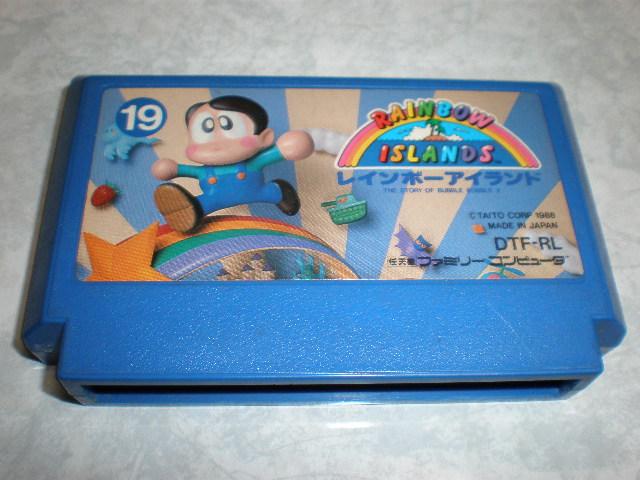 19
RAINBOW
ISLANDS
レインボーアイランド
THE STORY OF BUBBLE BOBBLE 2
©TAITO CORP 1988
MADE IN JAPAN
DTF-RL
任天堂 ファミリーコンピュータ